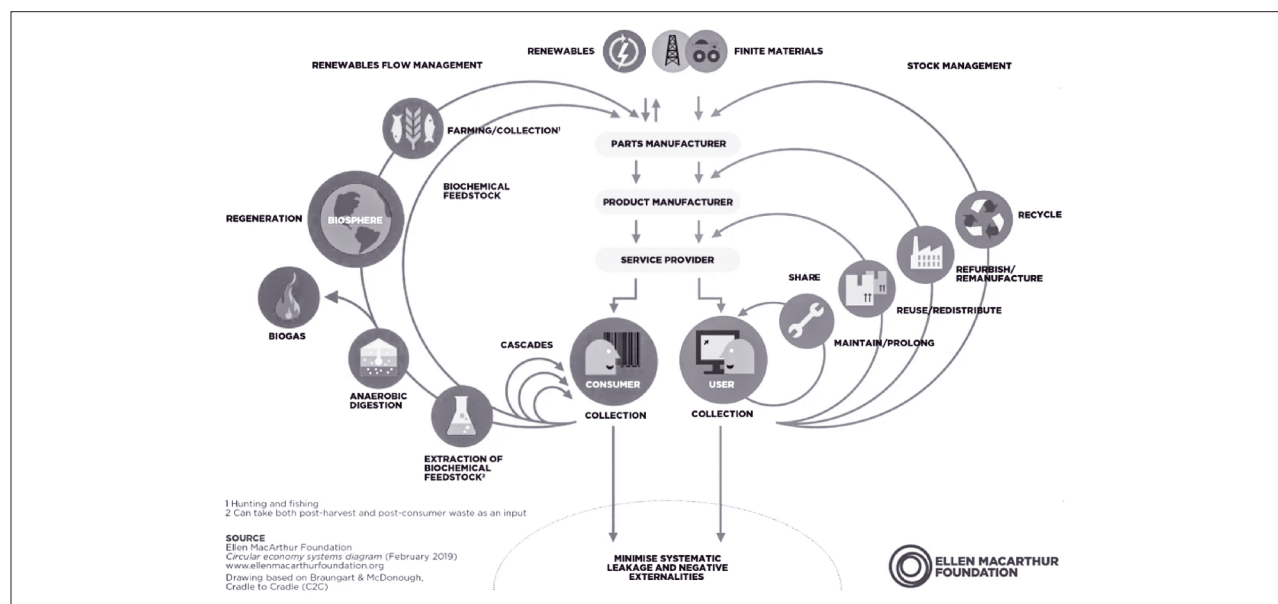 RENEWABLES
FINITE MATERIALS
RENEWABLES FLOW MANAGEMENT
STOCK MANAGEMENT
FARMING/COLLECTION¹
PARTS MANUFACTURER
BIOCHEMICAL
FEEDSTOCK
PRODUCT MANUFACTURER
REGENERATION
BIOSPHERE
RECYCLE
SERVICE PROVIDER
REFURBISH/
REMANUFACTURE
SHARE
REUSE/REDISTRIBUTE
BIOGAS
MAINTAIN/PROLONG
CASCADES
ANAEROBIC
DIGESTION
CONSUMER
USER
COLLECTION
COLLECTION
EXTRACTION OF
BIOCHEMICAL
FEEDSTOCK²
1 Hunting and fishing
2 Can take both post-harvest and post-consumer waste as an input
SOURCE
Ellen MacArthur Foundation
Circular economy systems diagram (February 2019)
www.ellenmacarthurfoundation.org
Drawing based on Braungart & McDonough,
Cradle to Cradle (C2C)
MINIMISE SYSTEMATIC
LEAKAGE AND NEGATIVE
EXTERNALITIES
ELLEN MACARTHUR
FOUNDATION